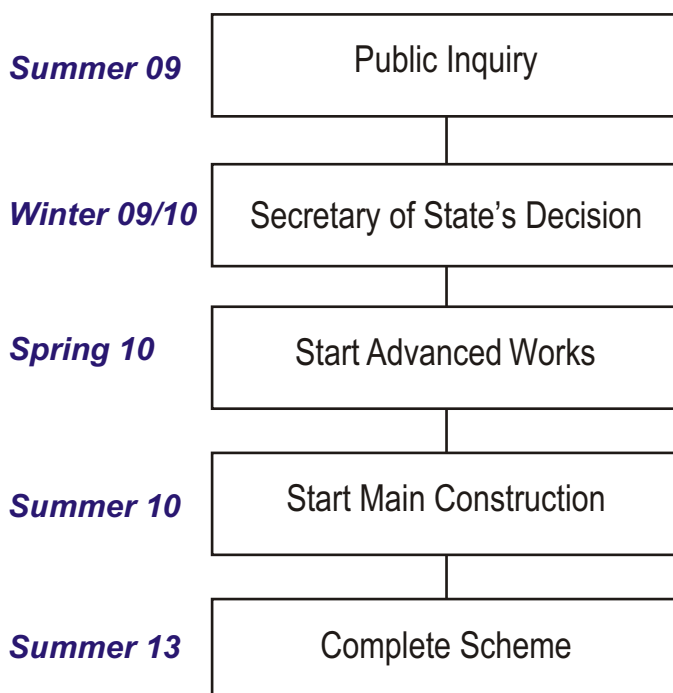 Summer 09
Public Inquiry
Winter 09/10
Secretary of State’s Decision
Spring 10
Start Advanced Works
Summer 10
Start Main Construction
Summer 13
Complete Scheme